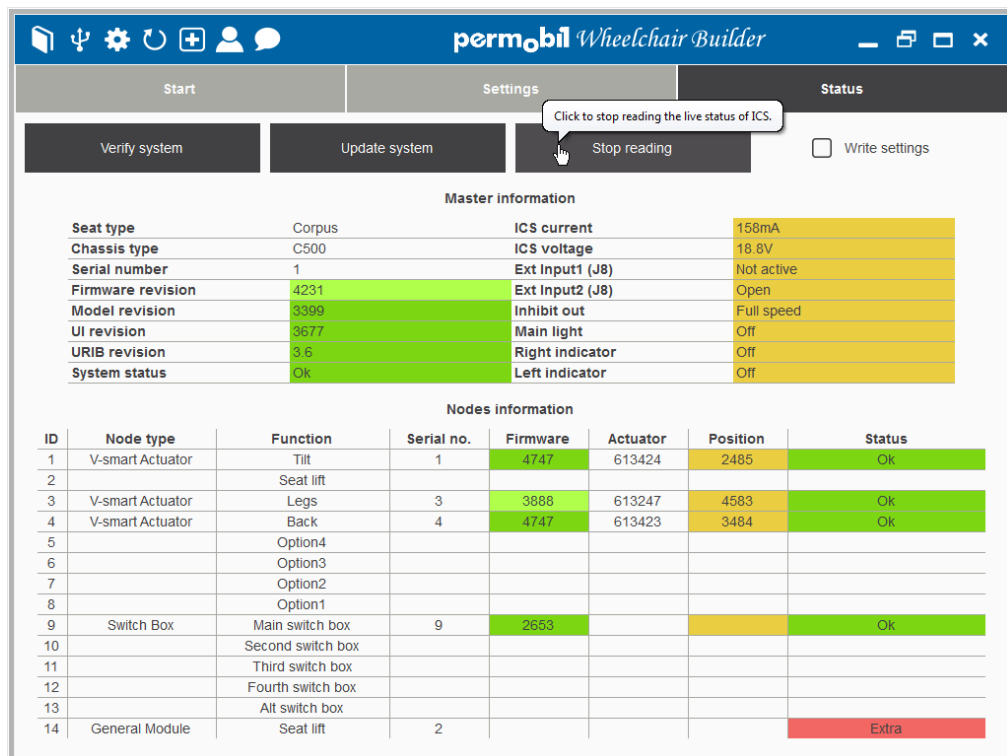 permobil Wheelchair Builder
Start Settings Status
Click to stop reading the live status of ICS.
Verify system Update system Stop reading Write settings
Master information
Seat type Corpus ICS current 158mA
Chassis type C500 ICS voltage 18.8V
Serial number 1 Ext Input1 (J8) Not active
Firmware revision 4231 Ext Input2 (J8) Open
Model revision 3399 Inhibit out Full speed
UI revision 3677 Main light Off
URIB revision 3.6 Right indicator Off
System status Ok Left indicator Off
Nodes information
ID Node type Function Serial no. Firmware Actuator Position Status
1 V-smart Actuator Tilt 1 4747 613424 2485 Ok
2 Seat lift
3 V-smart Actuator Legs 3 3888 613247 4583 Ok
4 V-smart Actuator Back 4 4747 613423 3484 Ok
5 Option4
6 Option3
7 Option2
8 Option1
9 Switch Box Main switch box 9 2653 Ok
10 Second switch box
11 Third switch box
12 Fourth switch box
13 Alt switch box
14 General Module Seat lift 2 Extra